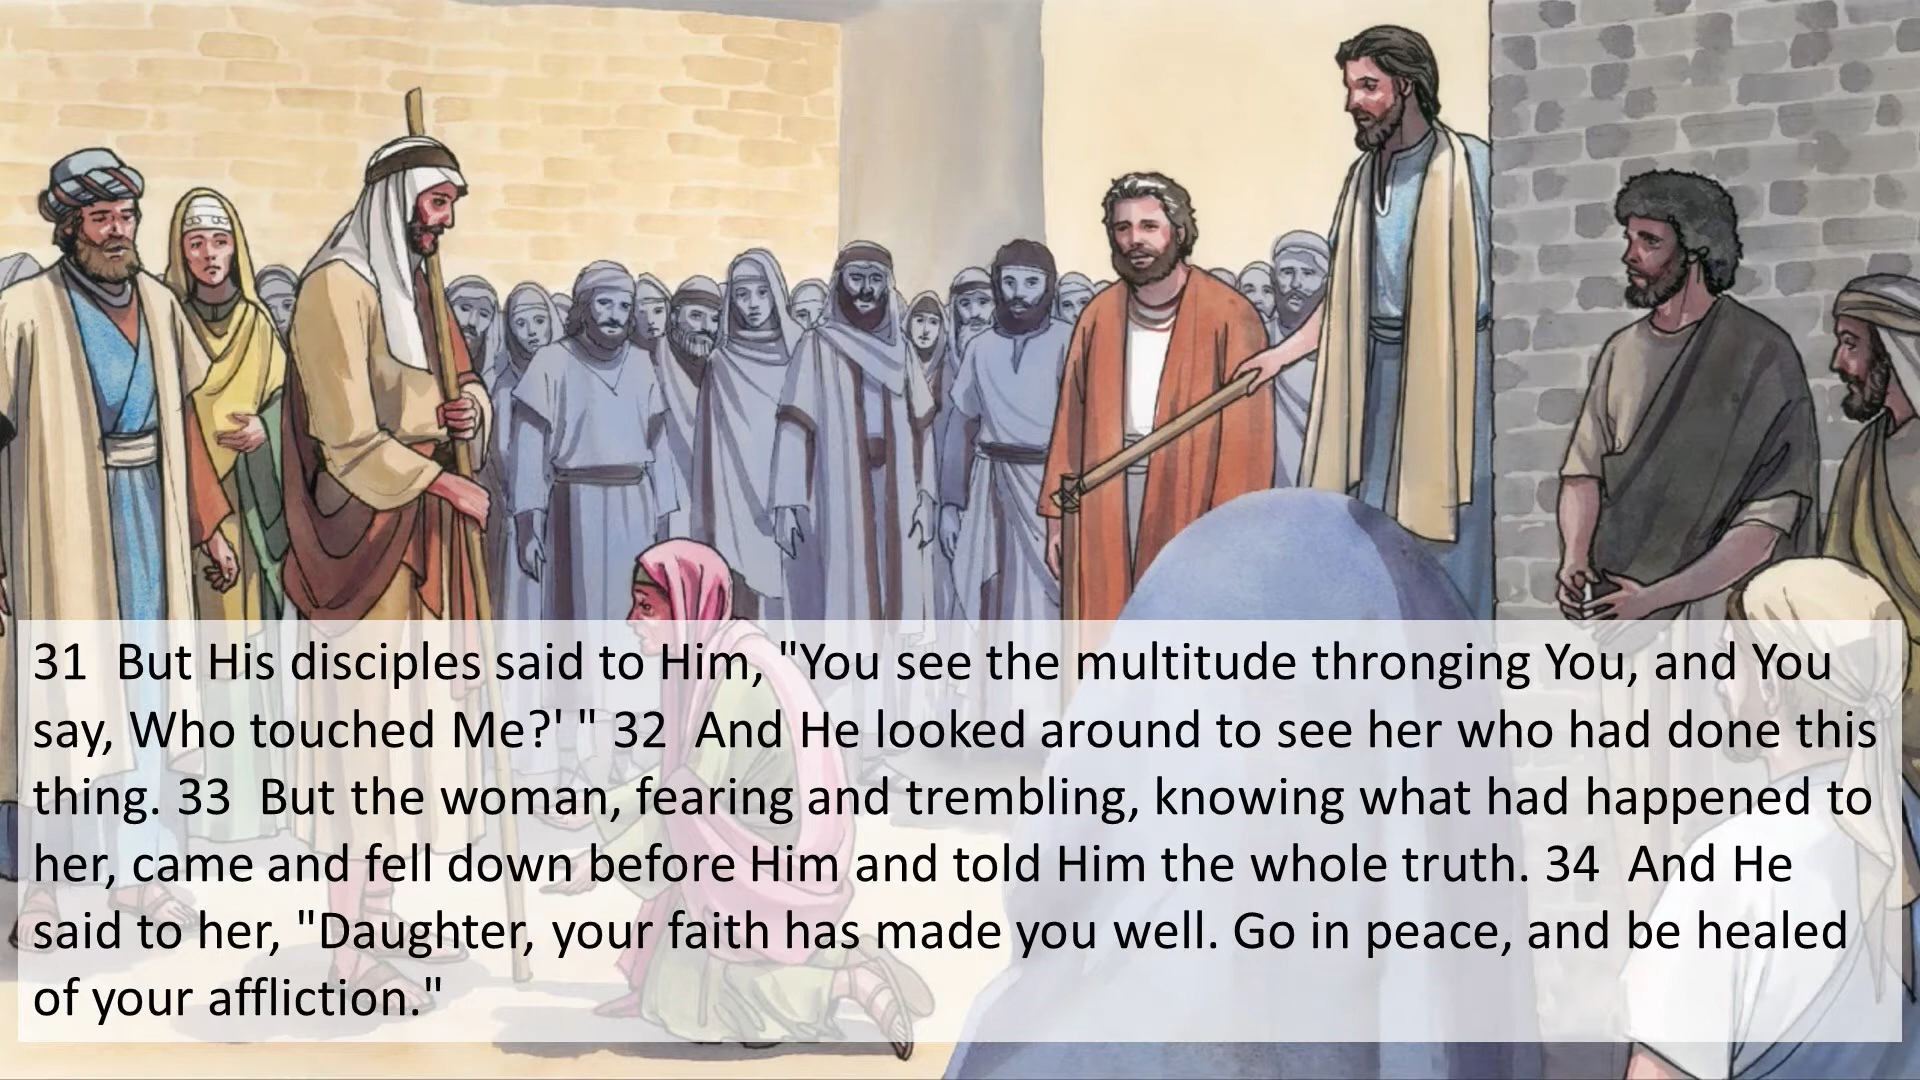 31  But His disciples said to Him, "You see the multitude thronging You, and You
say, Who touched Me?' " 32  And He looked around to see her who had done this
thing. 33  But the woman, fearing and trembling, knowing what had happened to
her, came and fell down before Him and told Him the whole truth. 34  And He
said to her, "Daughter, your faith has made you well. Go in peace, and be healed
of your affliction."